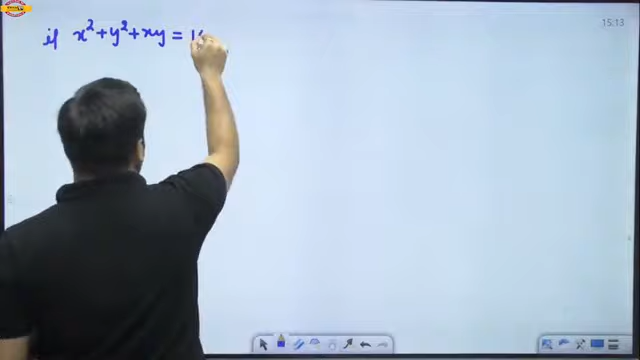 if x² + y² + xy = 1
15:13